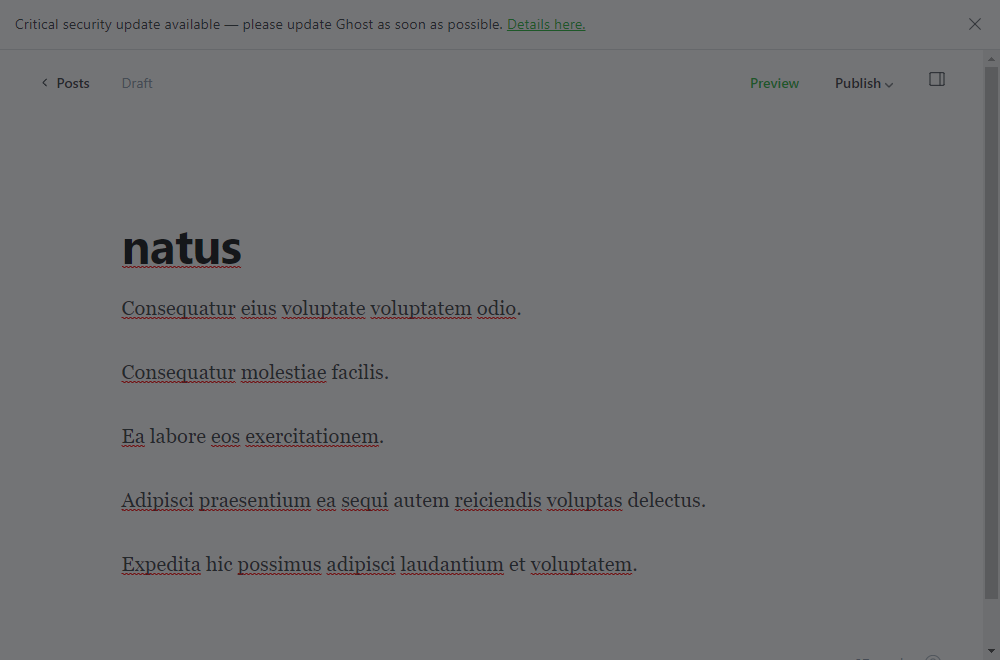 Critical security update available — please update Ghost as soon as possible. Details here.
Posts
Draft
Preview
Publish
natus
Consequatur eius voluptate voluptatem odio.
Consequatur molestiae facilis.
Ea labore eos exercitationem.
Adipisci praesentium ea sequi autem reiciendis voluptas delectus.
Expedita hic possimus adipisci laudantium et voluptatem.